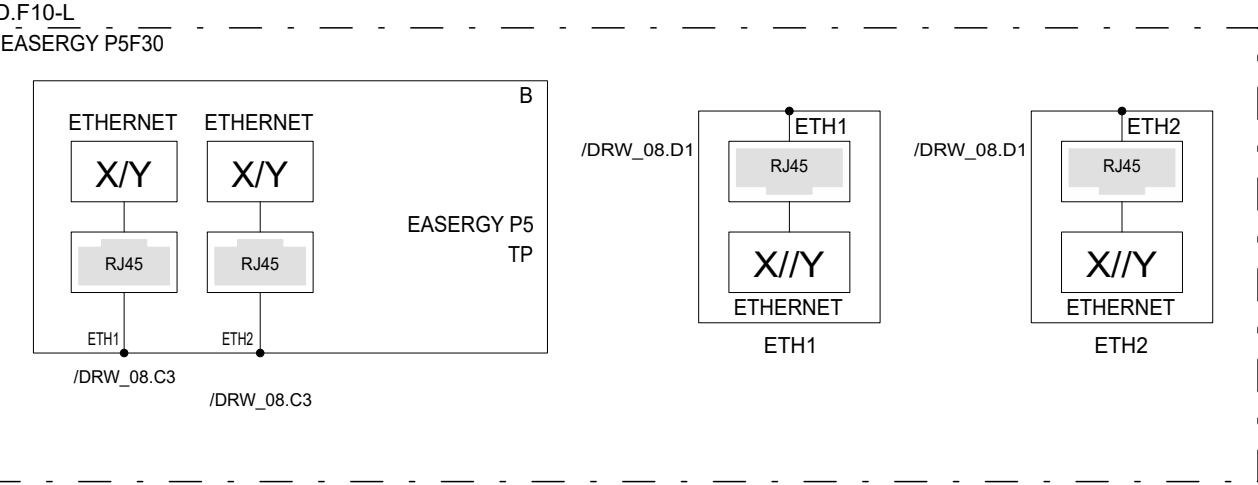 D.F10-L
EASERGY P5F30
B
ETHERNET
ETHERNET
X/Y
X/Y
RJ45
RJ45
EASERGY P5
TP
ETH1
ETH2
/DRW_08.C3
/DRW_08.C3
/DRW_08.D1
ETH1
RJ45
X//Y
ETHERNET
ETH1
/DRW_08.D1
ETH2
RJ45
X//Y
ETHERNET
ETH2